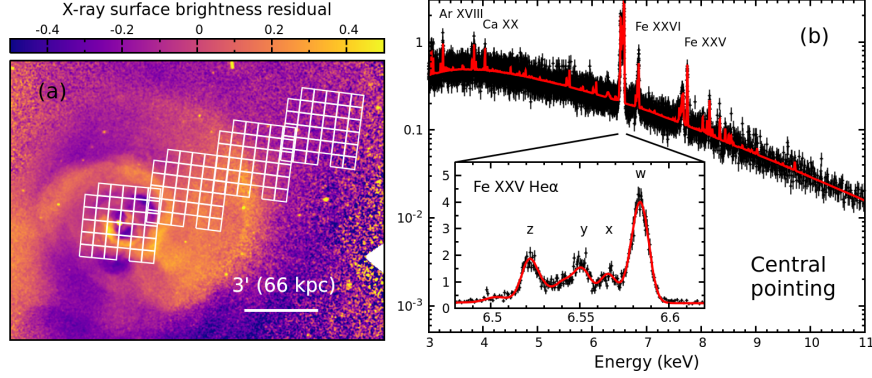 X-ray surface brightness residual
-0.4 -0.2 0 0.2 0.4
(a)
3' (66 kpc)
Ar XVIII
Ca XX
Fe XXVI
Fe XXV
(b)
1
0.1
10⁻²
10⁻³
Fe XXV Heα
w
z
y
x
5
4
3
2
1
0
6.5 6.55 6.6
Central
pointing
3 4 5 6 7 8 9 10 11
Energy (keV)